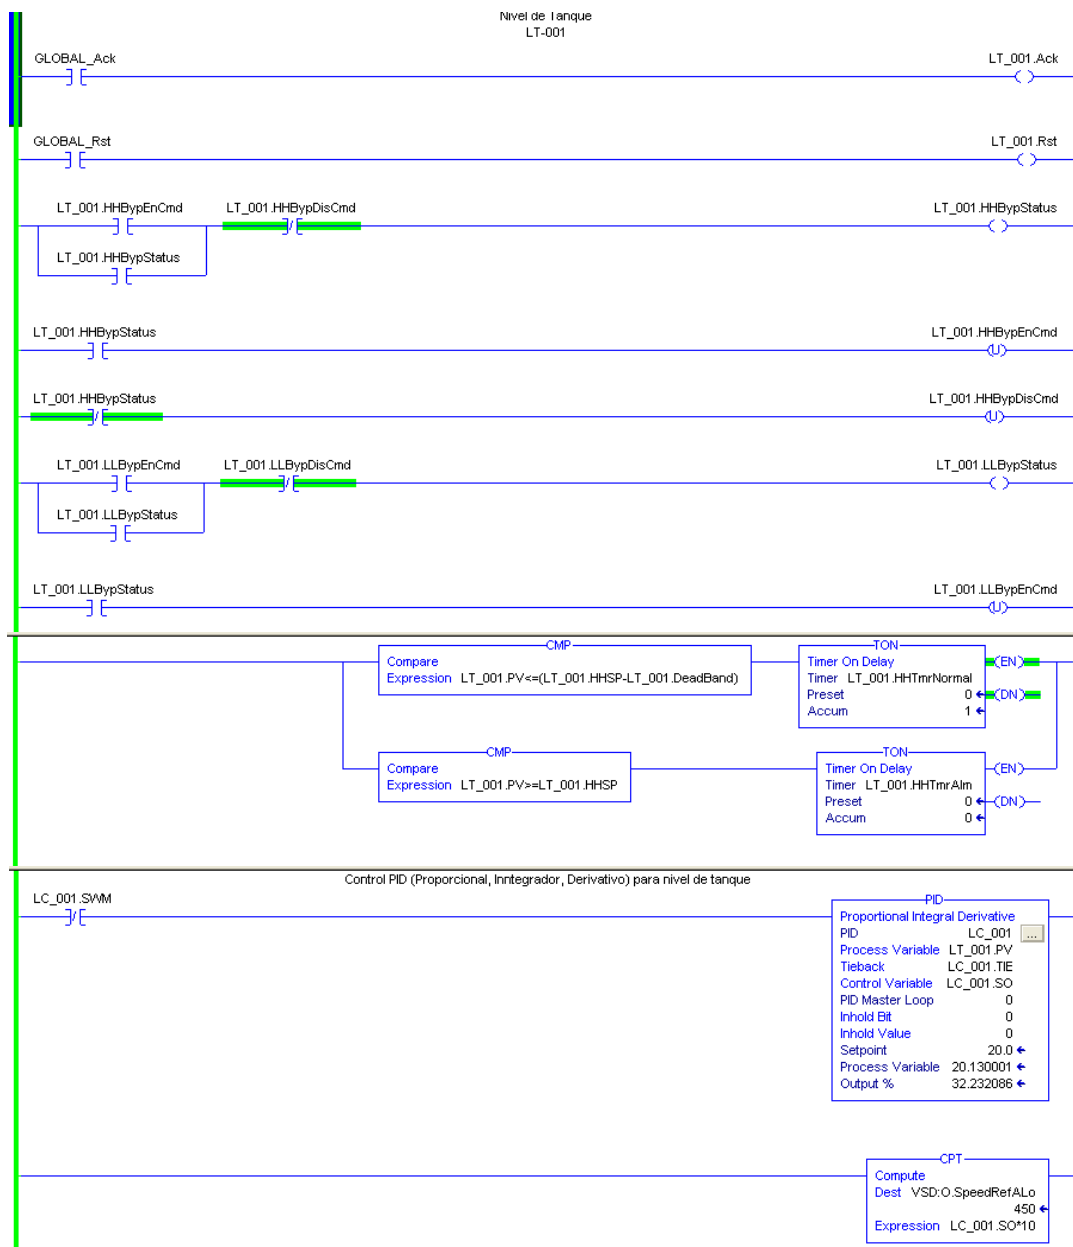 Nivel de Tanque
LT-001
GLOBAL_Ack LT_001.Ack
GLOBAL_Rst LT_001.Rst
LT_001.HHBypEnCmd LT_001.HHBypDisCmd LT_001.HHBypStatus
LT_001.HHBypStatus
LT_001.HHBypStatus LT_001.HHBypEnCmd
U
LT_001.HHBypStatus LT_001.HHBypDisCmd
U
LT_001.LLBypEnCmd LT_001.LLBypDisCmd LT_001.LLBypStatus
LT_001.LLBypStatus
LT_001.LLBypStatus LT_001.LLBypEnCmd
U
CMP
Compare
Expression LT_001.PV<=(LT_001.HHSP-LT_001.DeadBand)
TON
Timer On Delay EN
Timer LT_001.HHTmrNormal
Preset 0 DN
Accum 1
CMP
Compare
Expression LT_001.PV>=LT_001.HHSP
TON
Timer On Delay EN
Timer LT_001.HHTmrAlm
Preset 0 DN
Accum 0
Control PID (Proporcional, Inntegrador, Derivativo) para nivel de tanque
LC_001.SWM
PID
Proportional Integral Derivative
PID LC_001 ...
Process Variable LT_001.PV
Tieback LC_001.TIE
Control Variable LC_001.SO
PID Master Loop 0
Inhold Bit 0
Inhold Value 0
Setpoint 20.0
Process Variable 20.130001
Output % 32.232086
CPT
Compute
Dest VSD:O.SpeedRefALo
450
Expression LC_001.SO*10